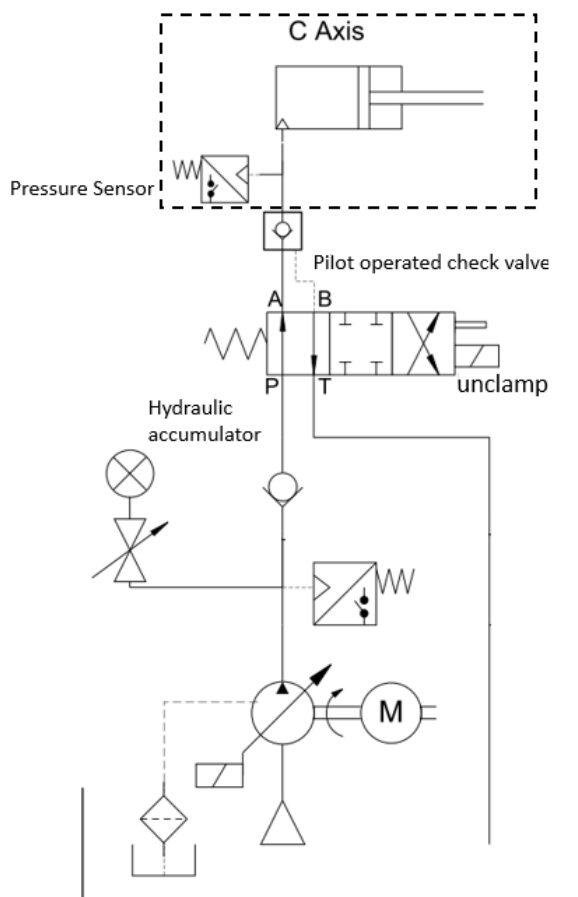 C Axis
Pressure Sensor
Pilot operated check valve
A B
P T
unclamp
Hydraulic
accumulator
M